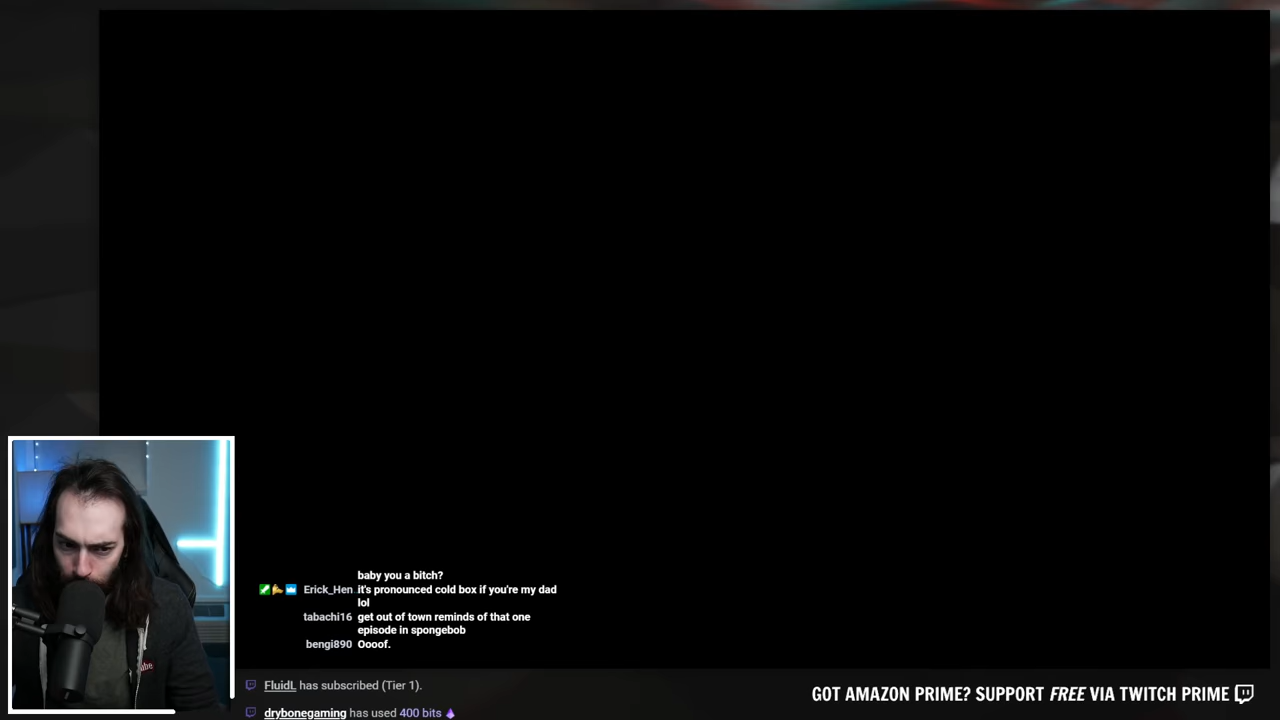 baby you a bitch?
Erick_Hen it's pronounced cold box if you're my dad
lol
tabachi16 get out of town reminds of that one
episode in spongebob
bengi890 Oooof.
FluidL has subscribed (Tier 1).
drybonegaming has used 400 bits
GOT AMAZON PRIME? SUPPORT FREE VIA TWITCH PRIME